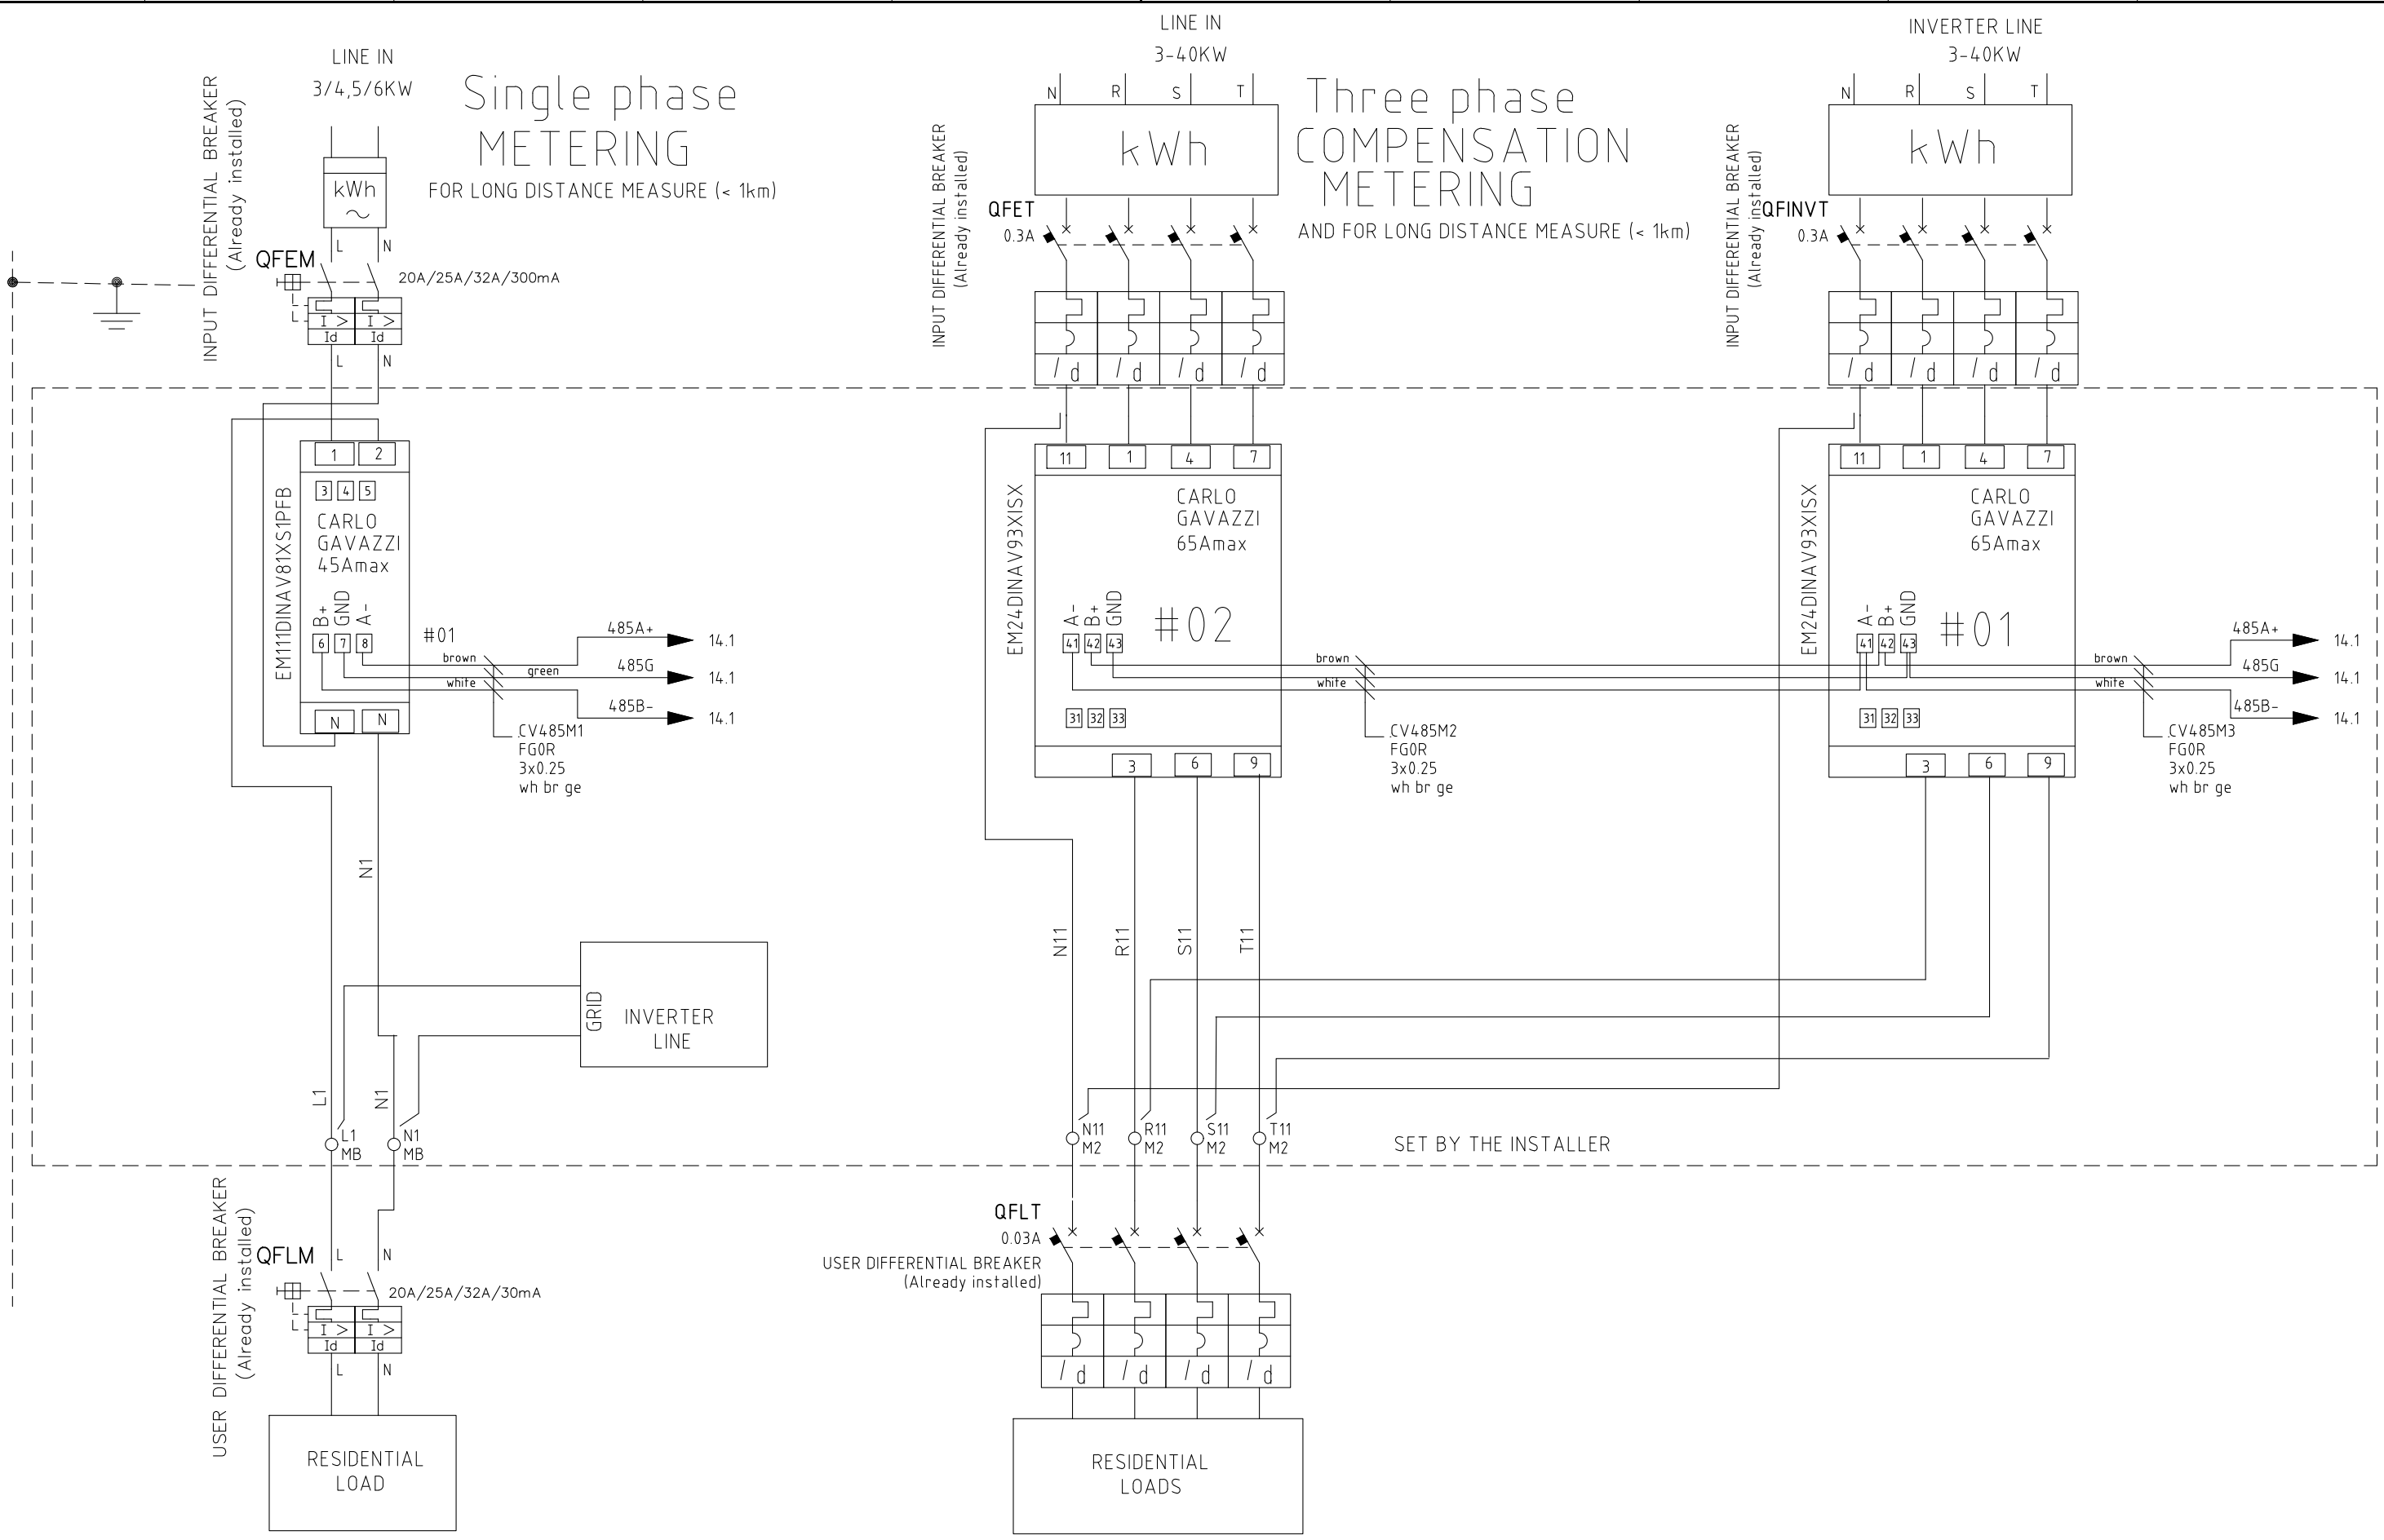 LINE IN
3/4,5/6KW
Single phase
METERING
FOR LONG DISTANCE MEASURE (< 1km)
INPUT DIFFERENTIAL BREAKER
(Already installed)
kWh
L
N
QFEM
20A/25A/32A/300mA
I >
I >
Id
Id
L
N
1
2
3
4
5
CARLO
GAVAZZI
45Amax
EM111DINAV81XS1PFB
B+
GND
A-
6
7
8
#01
brown
green
white
485A+
14.1
485G
14.1
485B-
14.1
N
N
CV485M1
FG0R
3x0.25
wh br ge
N1
GRID
INVERTER
LINE
L1
N1
L1
MB
N1
MB
USER DIFFERENTIAL BREAKER
(Already installed)
QFLM
L
N
20A/25A/32A/30mA
I >
I >
Id
Id
L
N
RESIDENTIAL
LOAD
LINE IN
3-40KW
N
R
S
T
kWh
Three phase
COMPENSATION
METERING
AND FOR LONG DISTANCE MEASURE (< 1km)
INPUT DIFFERENTIAL BREAKER
(Already installed)
QFET
0.3A
/ d
/ d
/ d
/ d
11
1
4
7
CARLO
GAVAZZI
65Amax
EM24DINAV93XISX
A-
B+
GND
41
42
43
#02
brown
white
31
32
33
CV485M2
FG0R
3x0.25
wh br ge
3
6
9
N11
R11
S11
T11
N11
M2
R11
M2
S11
M2
T11
M2
SET BY THE INSTALLER
QFLT
0.03A
USER DIFFERENTIAL BREAKER
(Already installed)
/ d
/ d
/ d
/ d
RESIDENTIAL
LOADS
INVERTER LINE
3-40KW
N
R
S
T
kWh
INPUT DIFFERENTIAL BREAKER
(Already installed)
QFINVT
0.3A
/ d
/ d
/ d
/ d
11
1
4
7
CARLO
GAVAZZI
65Amax
EM24DINAV93XISX
A-
B+
GND
41
42
43
#01
brown
white
485A+
14.1
485G
14.1
485B-
14.1
31
32
33
CV485M3
FG0R
3x0.25
wh br ge
3
6
9